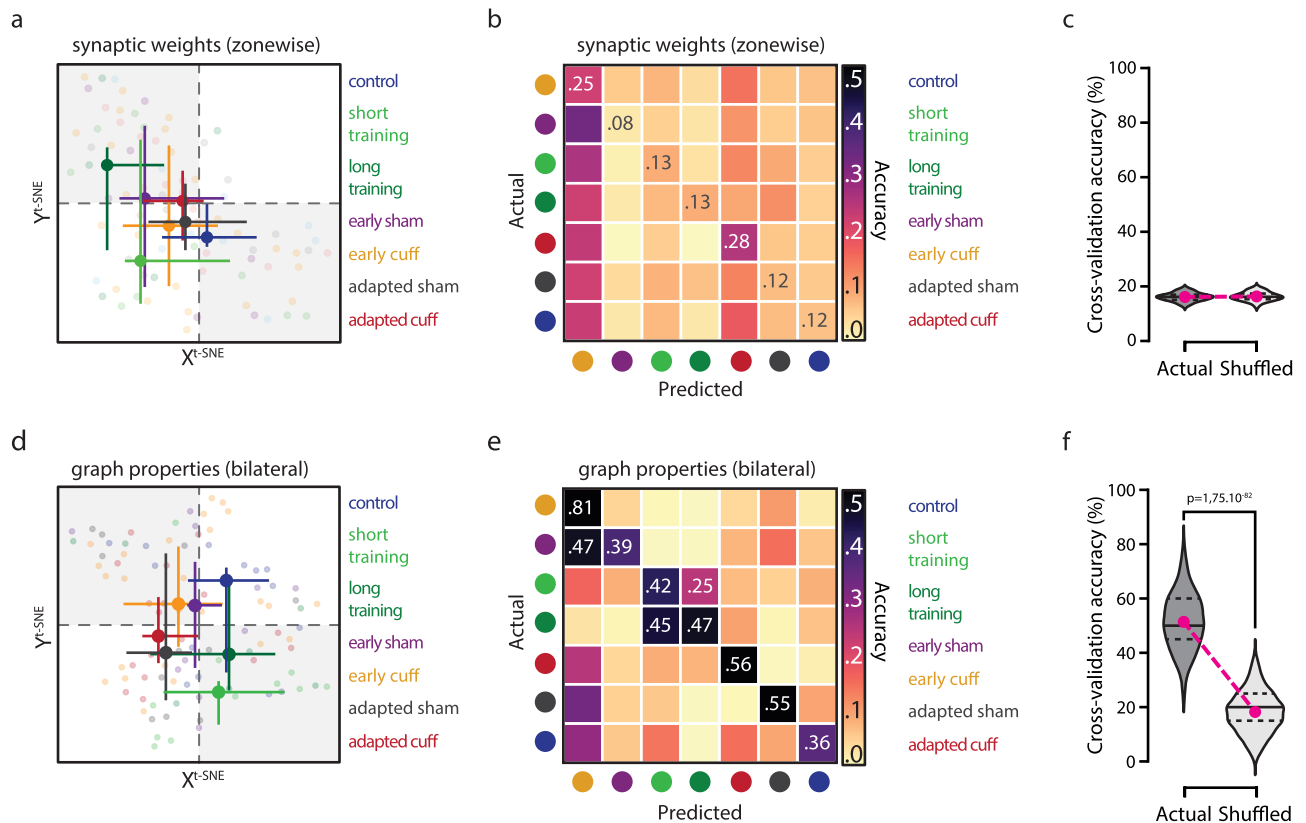 a
synaptic weights (zonewise)
Yt-SNE
Xt-SNE
control
short
training
long
training
early sham
early cuff
adapted sham
adapted cuff
b
synaptic weights (zonewise)
Actual
.25
.08
.13
.13
.28
.12
.12
Predicted
.5
.4
.3
.2
.1
.0
Accuracy
control
short
training
long
training
early sham
early cuff
adapted sham
adapted cuff
c
Cross-validation accuracy (%)
100
80
60
40
20
0
Actual Shuffled
d
graph properties (bilateral)
Yt-SNE
Xt-SNE
control
short
training
long
training
early sham
early cuff
adapted sham
adapted cuff
e
graph properties (bilateral)
Actual
.81
.47 .39
.42 .25
.45 .47
.56
.55
.36
Predicted
.5
.4
.3
.2
.1
.0
Accuracy
control
short
training
long
training
early sham
early cuff
adapted sham
adapted cuff
f
Cross-validation accuracy (%)
100
80
60
40
20
0
p=1,75.10-82
Actual Shuffled